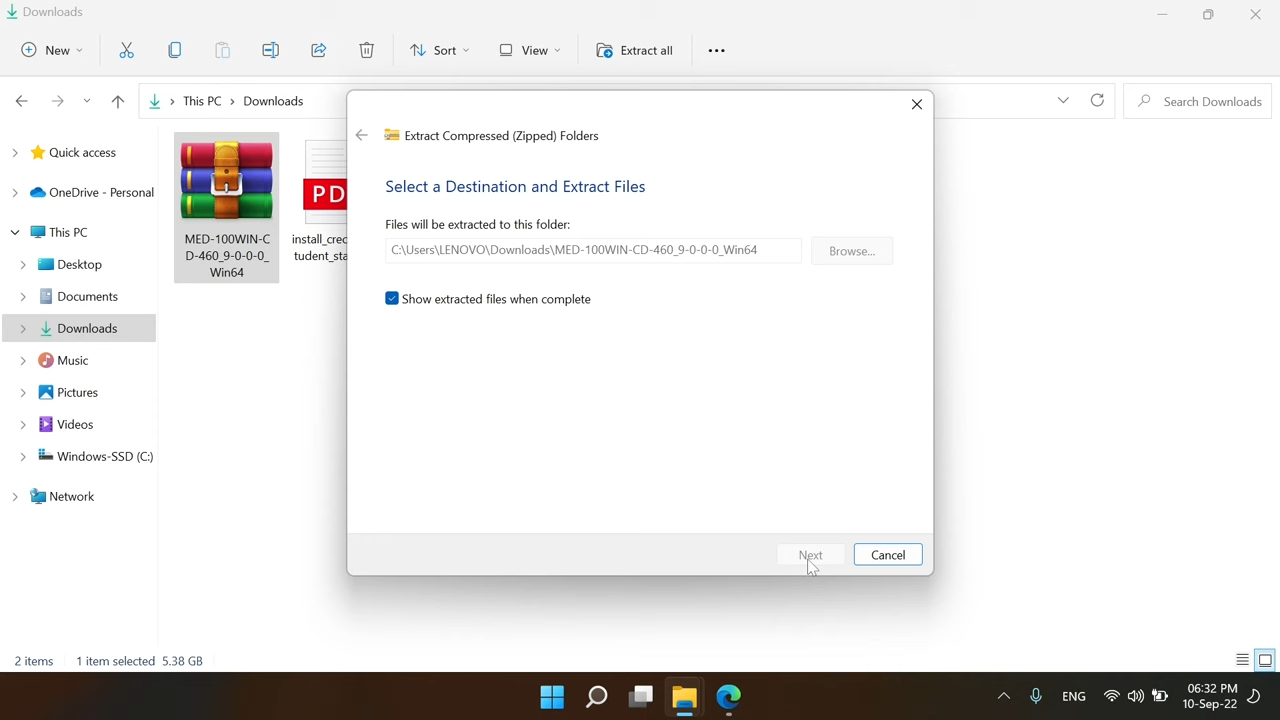 Downloads
New
Sort
View
Extract all
This PC > Downloads
Search Downloads
Quick access
OneDrive - Personal
This PC
Desktop
Documents
Downloads
Music
Pictures
Videos
Windows-SSD (C:)
Network
MED-100WIN-C
D-460_9-0-0-0_
Win64
PD
install_cred
tudent_sta
Extract Compressed (Zipped) Folders
Select a Destination and Extract Files
Files will be extracted to this folder:
C:\Users\LENOVO\Downloads\MED-100WIN-CD-460_9-0-0-0_Win64
Browse...
Show extracted files when complete
Next
Cancel
2 items
1 item selected 5.38 GB
ENG
06:32 PM
10-Sep-22